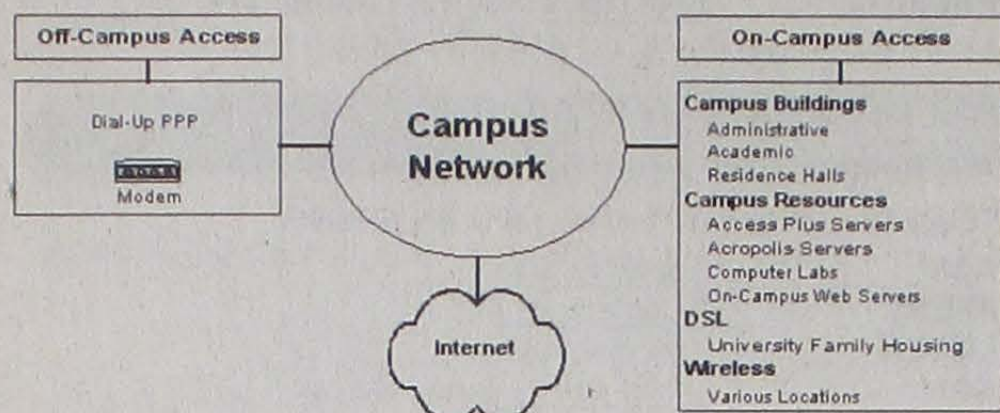 Off-Campus Access
Dial-Up PPP
Modem
Campus
Network
Internet
On-Campus Access
Campus Buildings
Administrative
Academic
Residence Halls
Campus Resources
Access Plus Servers
Acropolis Servers
Computer Labs
On-Campus Web Servers
DSL
University Family Housing
Wireless
Various Locations